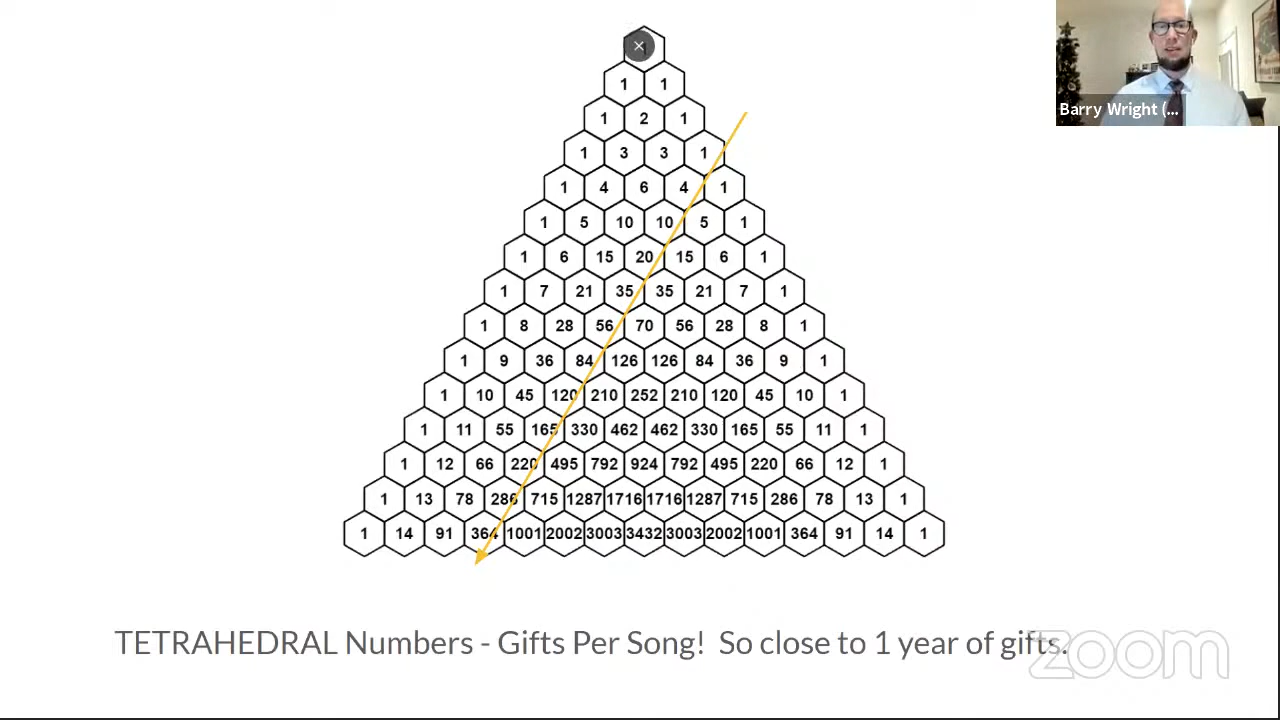 Barry Wright (...
1 1
1 2 1
1 3 3 1
1 4 6 4 1
1 5 10 10 5 1
1 6 15 20 15 6 1
1 7 21 35 35 21 7 1
1 8 28 56 70 56 28 8 1
1 9 36 84 126 126 84 36 9 1
1 10 45 120 210 252 210 120 45 10 1
1 11 55 165 330 462 462 330 165 55 11 1
1 12 66 220 495 792 924 792 495 220 66 12 1
1 13 78 286 715 1287 1716 1716 1287 715 286 78 13 1
1 14 91 364 1001 2002 3003 3432 3003 2002 1001 364 91 14 1
TETRAHEDRAL Numbers - Gifts Per Song! So close to 1 year of gifts.
zoom